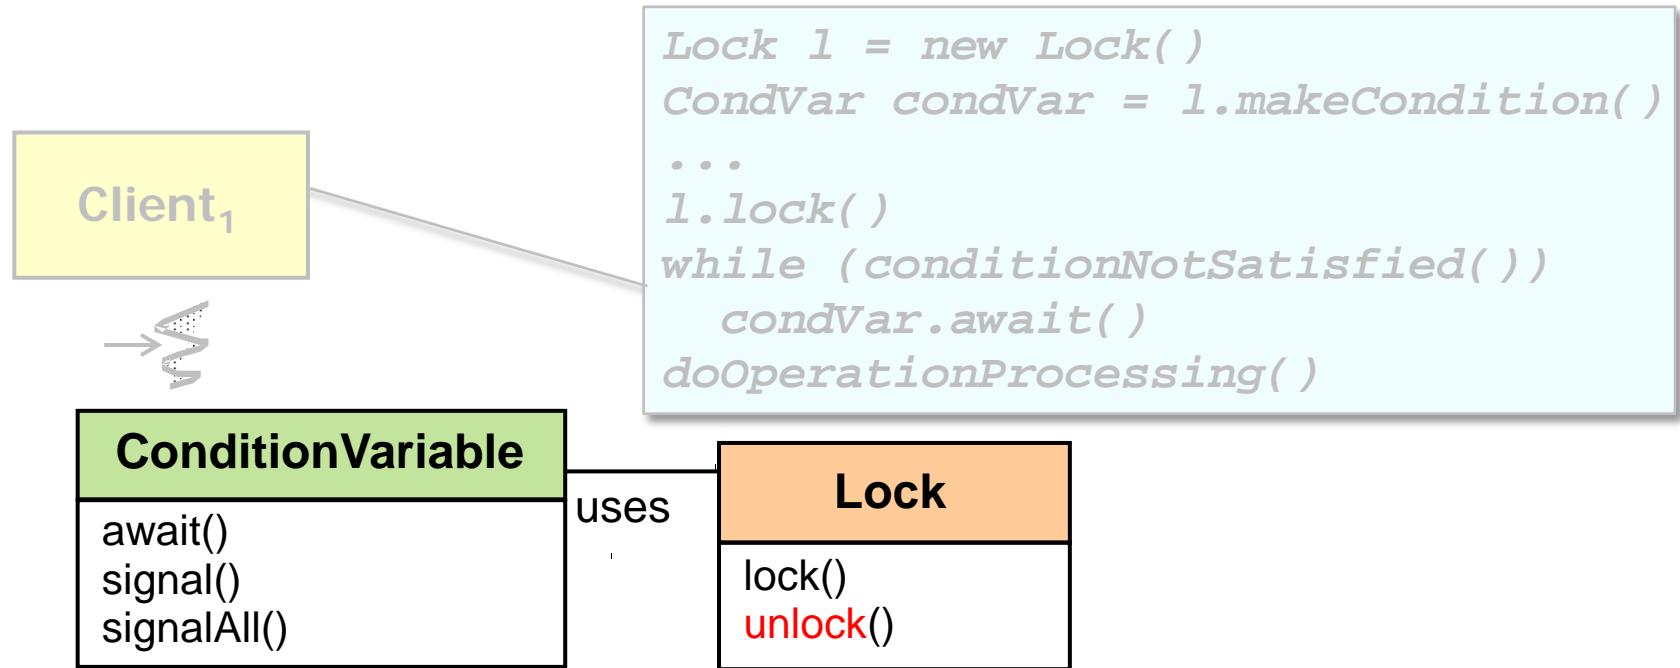 Lock l = new Lock()
CondVar condVar = l.makeCondition()
...
l.lock()
while (conditionNotSatisfied())
condVar.await()
doOperationProcessing()
Client₁
ConditionVariable
await()
signal()
signalAll()
uses
Lock
lock()
unlock()